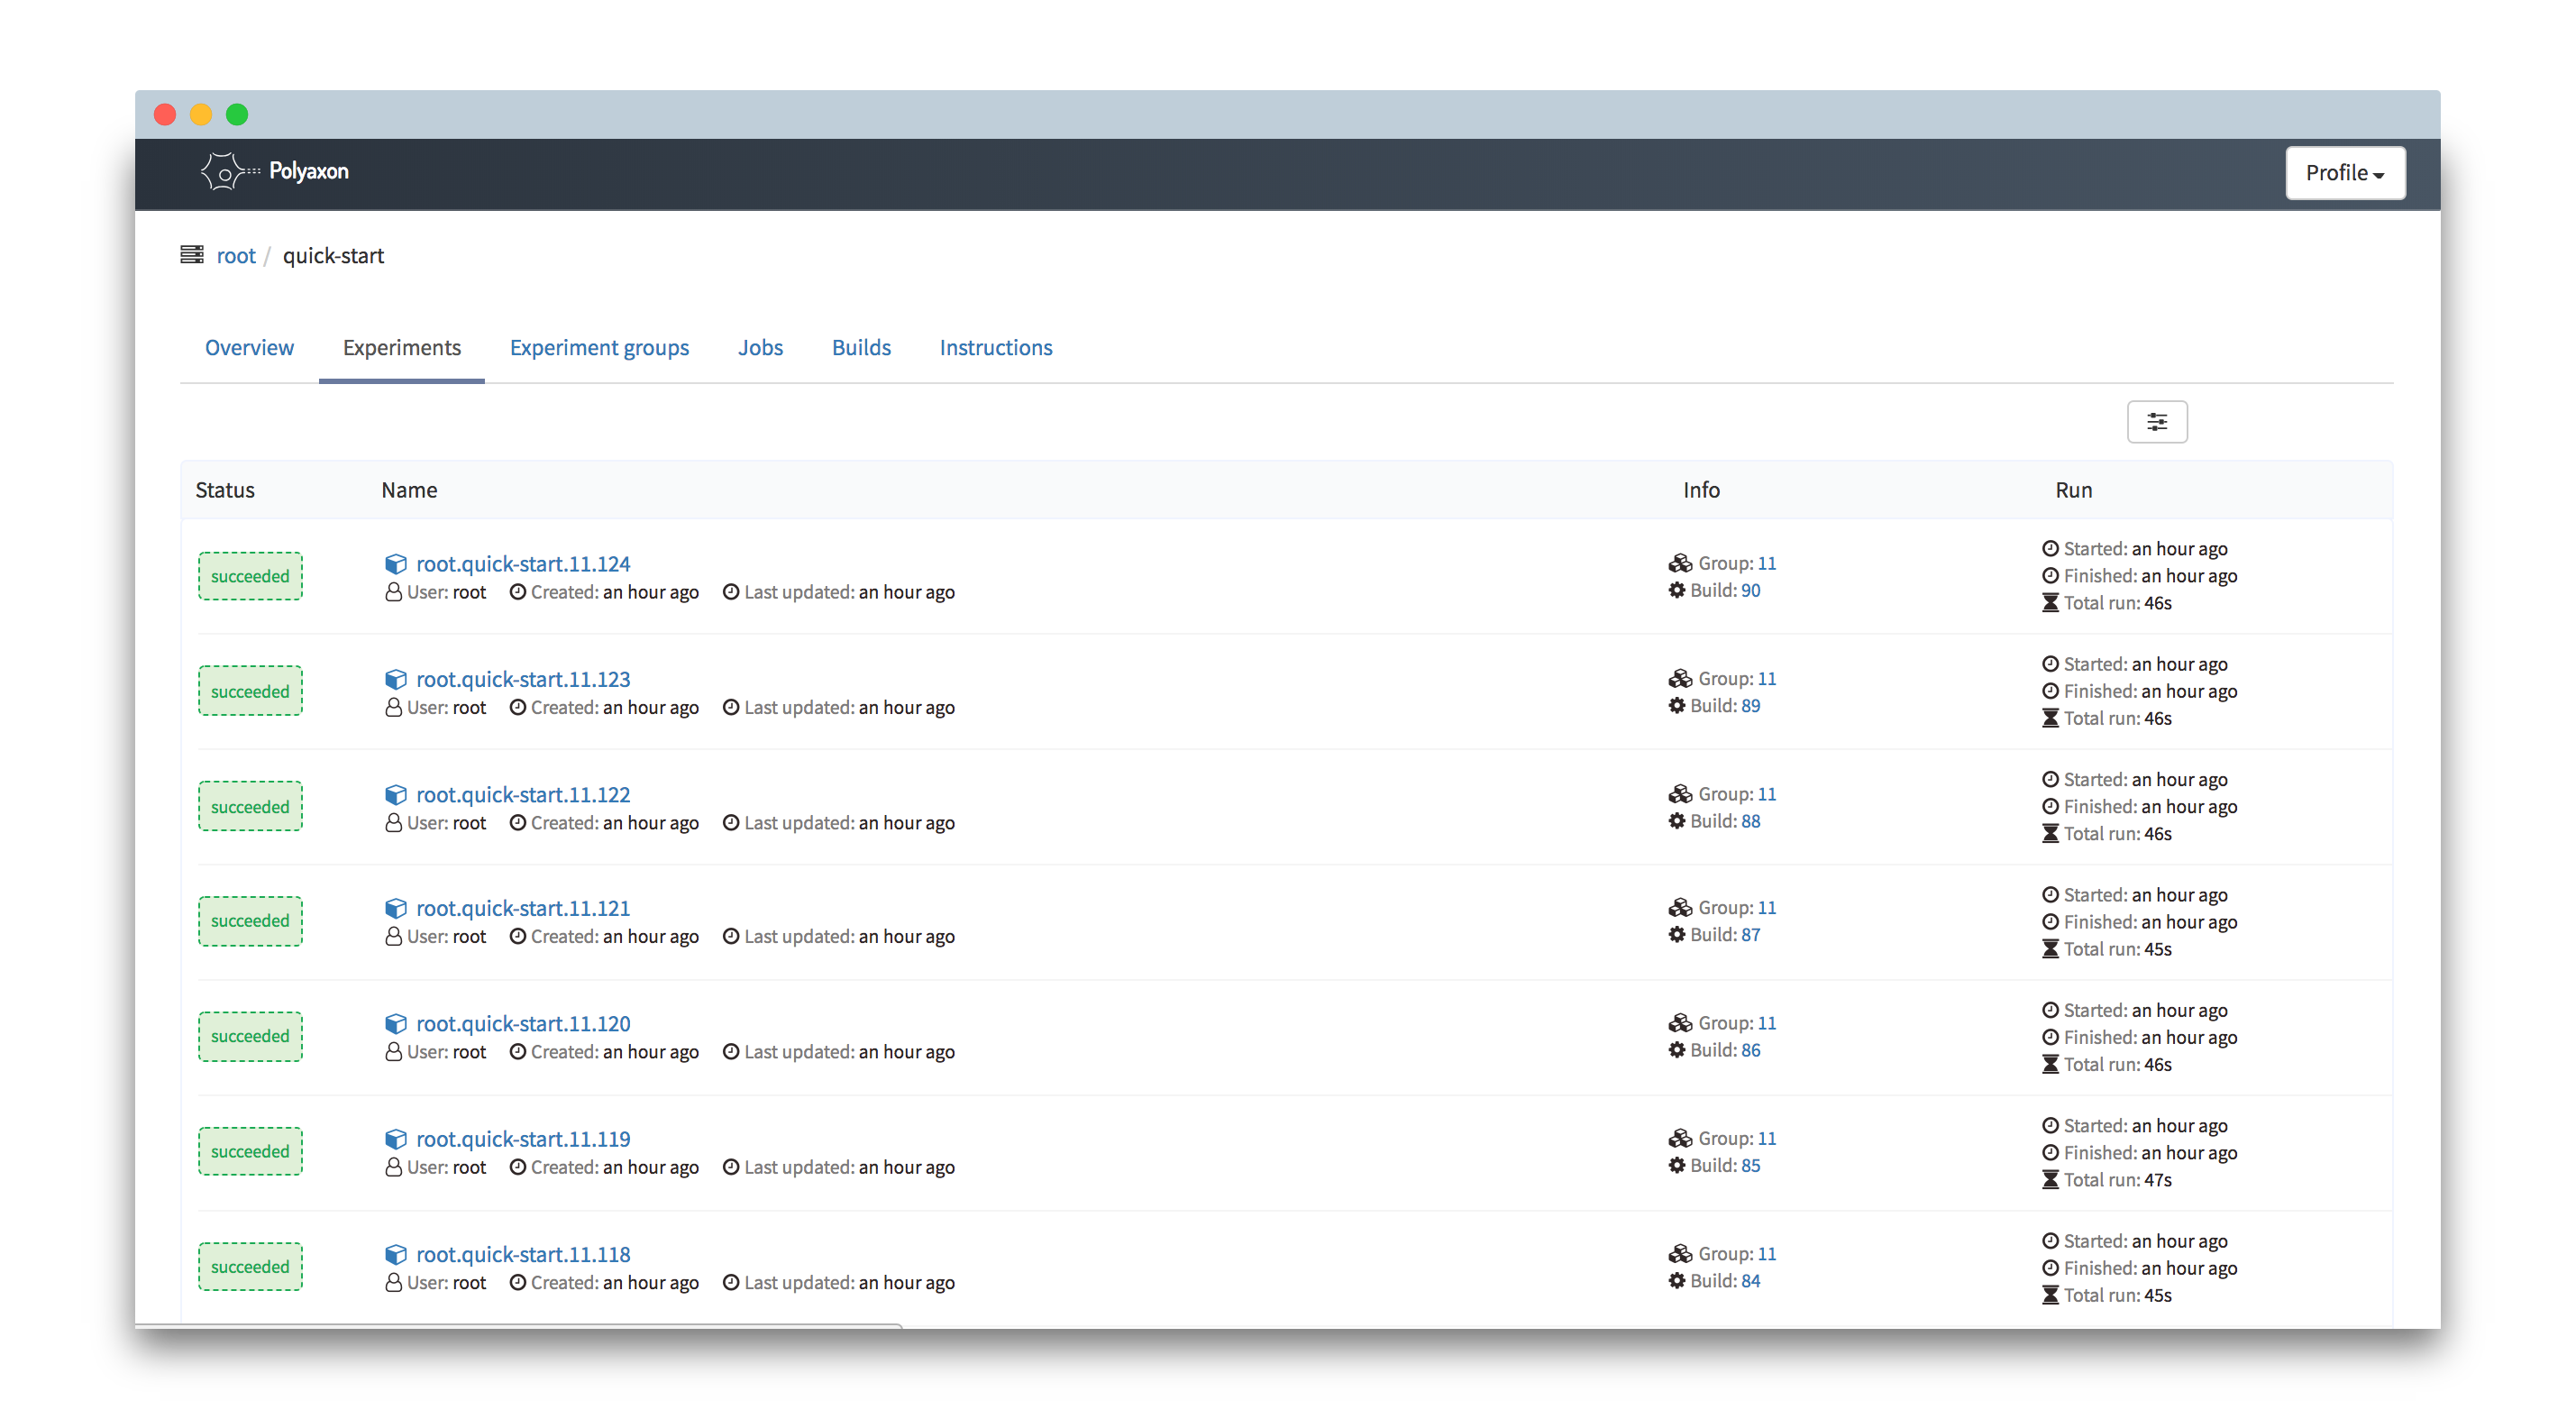 Polyaxon
Profile
root / quick-start
Overview Experiments Experiment groups Jobs Builds Instructions
Status Name Info Run
succeeded
root.quick-start.11.124
User: root Created: an hour ago Last updated: an hour ago
Group: 11
Build: 90
Started: an hour ago
Finished: an hour ago
Total run: 46s
succeeded
root.quick-start.11.123
User: root Created: an hour ago Last updated: an hour ago
Group: 11
Build: 89
Started: an hour ago
Finished: an hour ago
Total run: 46s
succeeded
root.quick-start.11.122
User: root Created: an hour ago Last updated: an hour ago
Group: 11
Build: 88
Started: an hour ago
Finished: an hour ago
Total run: 46s
succeeded
root.quick-start.11.121
User: root Created: an hour ago Last updated: an hour ago
Group: 11
Build: 87
Started: an hour ago
Finished: an hour ago
Total run: 45s
succeeded
root.quick-start.11.120
User: root Created: an hour ago Last updated: an hour ago
Group: 11
Build: 86
Started: an hour ago
Finished: an hour ago
Total run: 46s
succeeded
root.quick-start.11.119
User: root Created: an hour ago Last updated: an hour ago
Group: 11
Build: 85
Started: an hour ago
Finished: an hour ago
Total run: 47s
succeeded
root.quick-start.11.118
User: root Created: an hour ago Last updated: an hour ago
Group: 11
Build: 84
Started: an hour ago
Finished: an hour ago
Total run: 45s